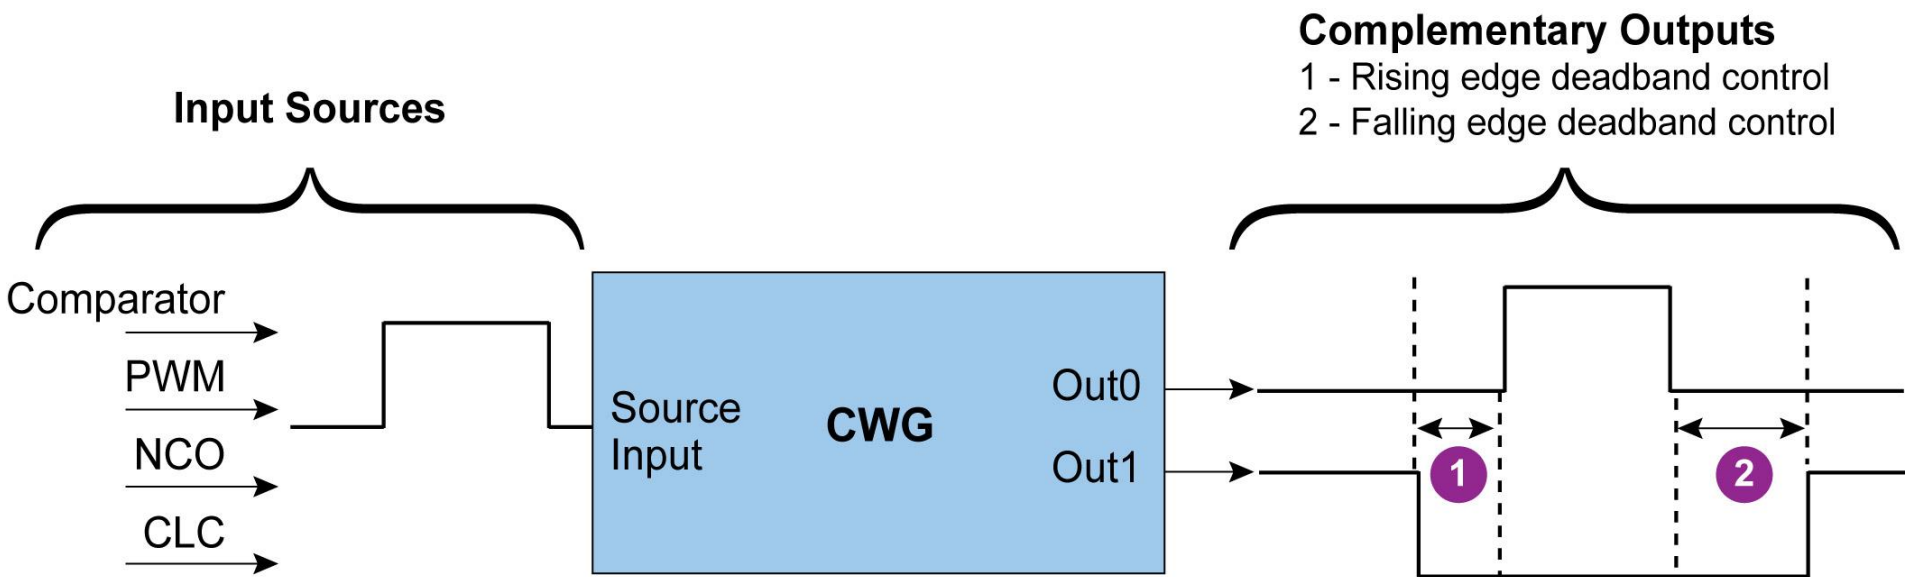 Complementary Outputs
1 - Rising edge deadband control
2 - Falling edge deadband control
Input Sources
Comparator
PWM
NCO
CLC
Source
Input
CWG
Out0
Out1
1
2